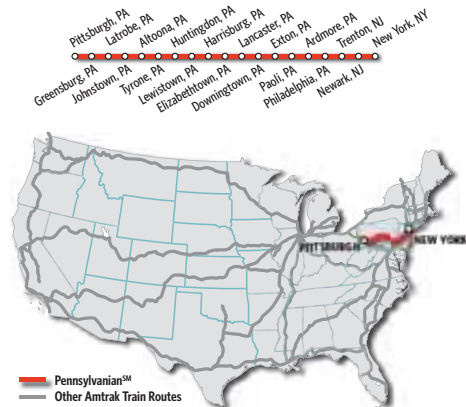 Pittsburgh, PA
Greensburg, PA
Latrobe, PA
Johnstown, PA
Altoona, PA
Tyrone, PA
Huntingdon, PA
Lewistown, PA
Harrisburg, PA
Elizabethtown, PA
Lancaster, PA
Downingtown, PA
Exton, PA
Paoli, PA
Ardmore, PA
Philadelphia, PA
Trenton, NJ
Newark, NJ
New York, NY
PITTSBURGH
NEW YORK
Pennsylvanian℠
Other Amtrak Train Routes